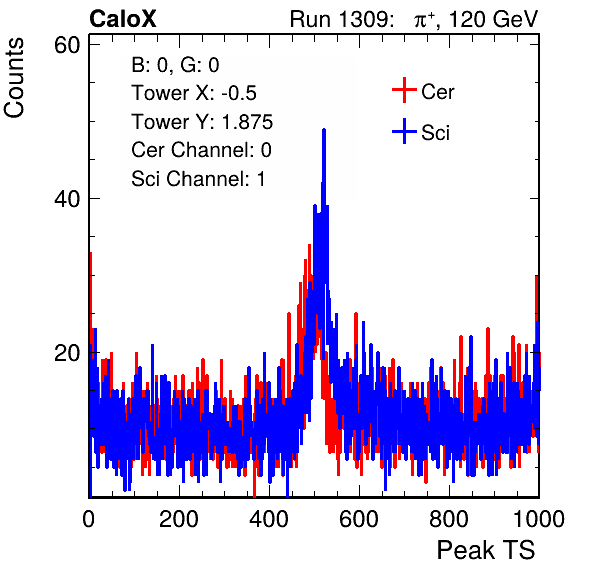 CaloX Run 1309: π⁺, 120 GeV
Counts
60
40
20
B: 0, G: 0
Tower X: -0.5
Tower Y: 1.875
Cer Channel: 0
Sci Channel: 1
Cer
Sci
0 200 400 600 800 1000
Peak TS